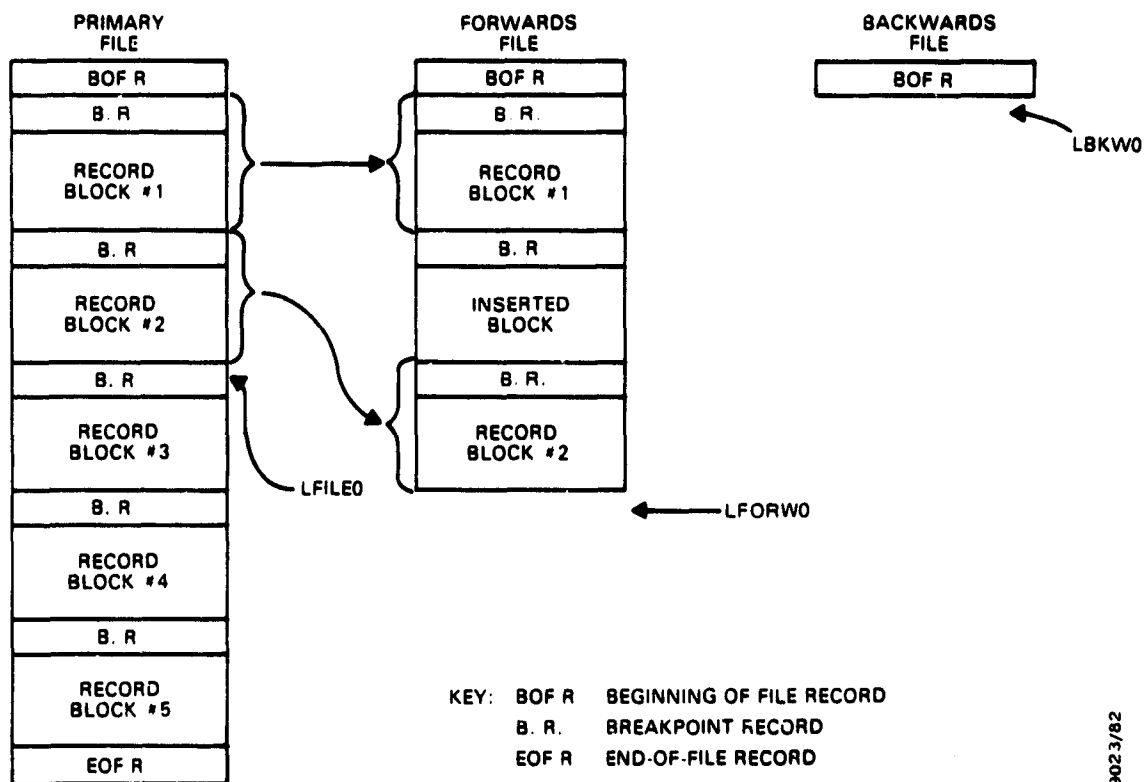 PRIMARY
FILE
BOF R
B. R
RECORD
BLOCK #1
B. R
RECORD
BLOCK #2
B. R
RECORD
BLOCK #3
B. R
RECORD
BLOCK #4
B. R
RECORD
BLOCK #5
EOF R
LFILE0
FORWARDS
FILE
BOF R
B. R.
RECORD
BLOCK #1
B. R
INSERTED
BLOCK
B. R.
RECORD
BLOCK #2
LFORW0
BACKWARDS
FILE
BOF R
LBKW0
KEY: BOF R BEGINNING OF FILE RECORD
B. R. BREAKPOINT RECORD
EOF R END-OF-FILE RECORD
9023/82